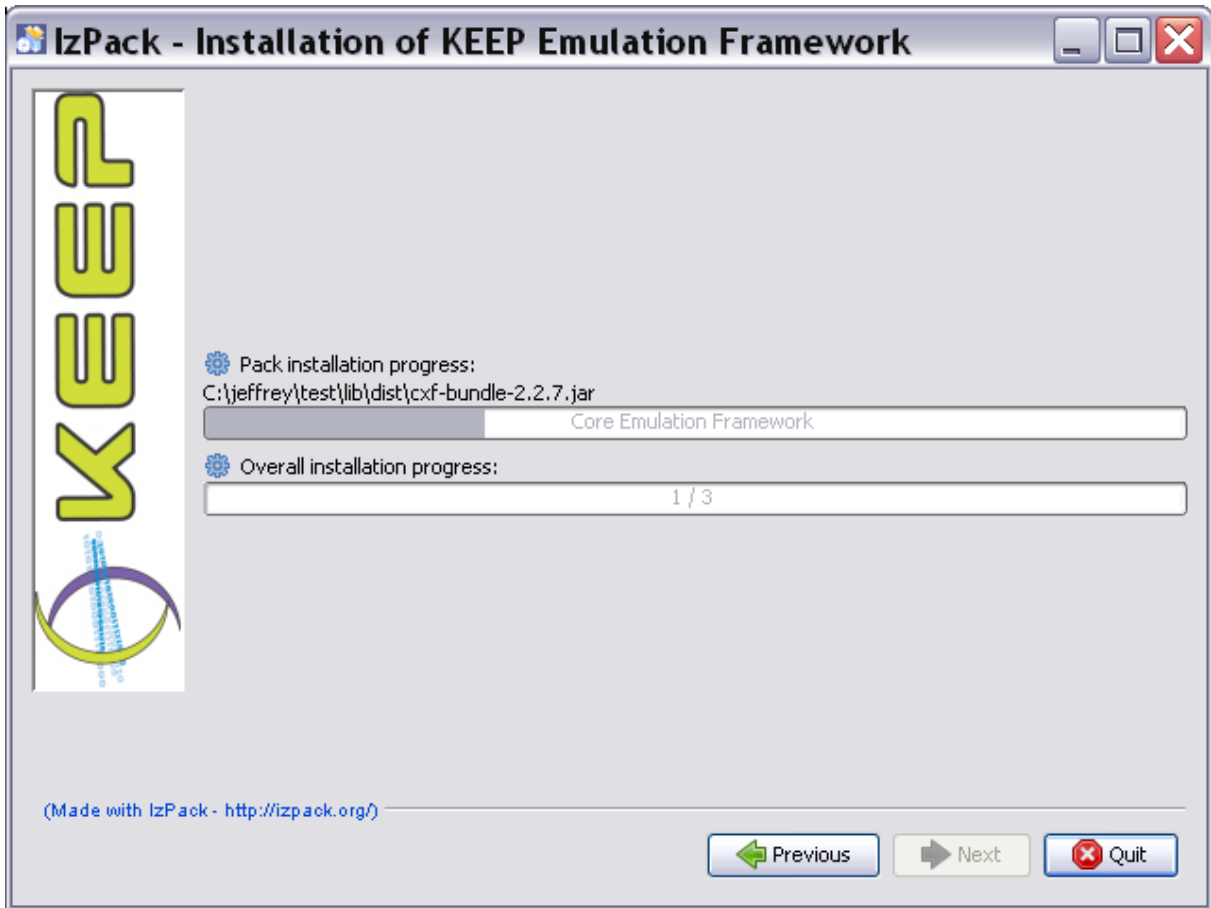 IzPack - Installation of KEEP Emulation Framework
KEEP
Pack installation progress:
C:\jeffrey\test\lib\dist\cxf-bundle-2.2.7.jar
Core Emulation Framework
Overall installation progress:
1 / 3
(Made with IzPack - http://izpack.org/)
Previous
Next
Quit